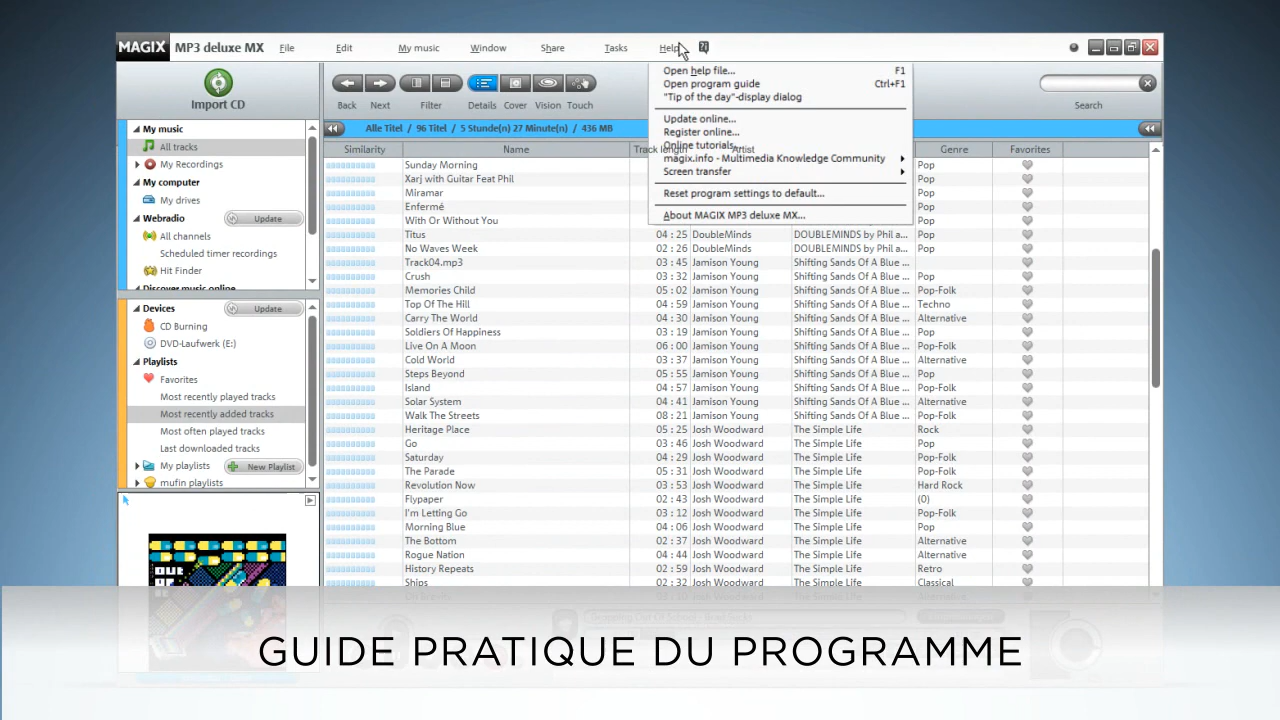 MAGIX MP3 deluxe MX File Edit My music Window Share Tasks Help
Import CD
Back Next Filter Details Cover Vision Touch Search
Alle Titel / 96 Titel / 5 Stunde(n) 27 Minute(n) / 436 MB
Open help file... F1
Open program guide Ctrl+F1
"Tip of the day"-display dialog
Update online...
Register online...
Online tutorials...
magix.info - Multimedia Knowledge Community
Screen transfer
Reset program settings to default...
About MAGIX MP3 deluxe MX...
My music
All tracks
My Recordings
My computer
My drives
Webradio Update
All channels
Scheduled timer recordings
Hit Finder
Discover music online
Devices Update
CD Burning
DVD-Laufwerk (E:)
Playlists
Favorites
Most recently played tracks
Most recently added tracks
Most often played tracks
Last downloaded tracks
My playlists New Playlist
mufin playlists
Similarity Name Track length Artist Genre Favorites
Sunday Morning Pop
Xarj with Guitar Feat Phil Pop
Miramar Pop
Enfermé Pop
With Or Without You Pop
Titus 04 : 25 DoubleMinds DOUBLEMINDS by Phil a... Pop
No Waves Week 02 : 26 DoubleMinds DOUBLEMINDS by Phil a... Pop
Track04.mp3 03 : 45 Jamison Young Shifting Sands Of A Blue ...
Crush 03 : 32 Jamison Young Shifting Sands Of A Blue ... Pop
Memories Child 05 : 02 Jamison Young Shifting Sands Of A Blue ... Pop-Folk
Top Of The Hill 04 : 59 Jamison Young Shifting Sands Of A Blue ... Techno
Carry The World 04 : 30 Jamison Young Shifting Sands Of A Blue ... Alternative
Soldiers Of Happiness 03 : 19 Jamison Young Shifting Sands Of A Blue ... Pop
Live On A Moon 06 : 00 Jamison Young Shifting Sands Of A Blue ... Pop-Folk
Cold World 03 : 37 Jamison Young Shifting Sands Of A Blue ... Alternative
Steps Beyond 05 : 55 Jamison Young Shifting Sands Of A Blue ... Pop
Island 04 : 57 Jamison Young Shifting Sands Of A Blue ... Pop-Folk
Solar System 04 : 41 Jamison Young Shifting Sands Of A Blue ... Alternative
Walk The Streets 08 : 21 Jamison Young Shifting Sands Of A Blue ... Pop-Folk
Heritage Place 05 : 25 Josh Woodward The Simple Life Rock
Go 03 : 46 Josh Woodward The Simple Life Pop
Saturday 04 : 29 Josh Woodward The Simple Life Pop-Folk
The Parade 05 : 31 Josh Woodward The Simple Life Pop-Folk
Revolution Now 03 : 53 Josh Woodward The Simple Life Hard Rock
Flypaper 02 : 43 Josh Woodward The Simple Life (0)
I'm Letting Go 03 : 12 Josh Woodward The Simple Life Pop-Folk
Morning Blue 04 : 06 Josh Woodward The Simple Life Pop
The Bottom 02 : 37 Josh Woodward The Simple Life Alternative
Rogue Nation 04 : 44 Josh Woodward The Simple Life Alternative
History Repeats 02 : 69 Josh Woodward The Simple Life Retro
Ships 02 : 32 Josh Woodward The Simple Life Classical
GUIDE PRATIQUE DU PROGRAMME